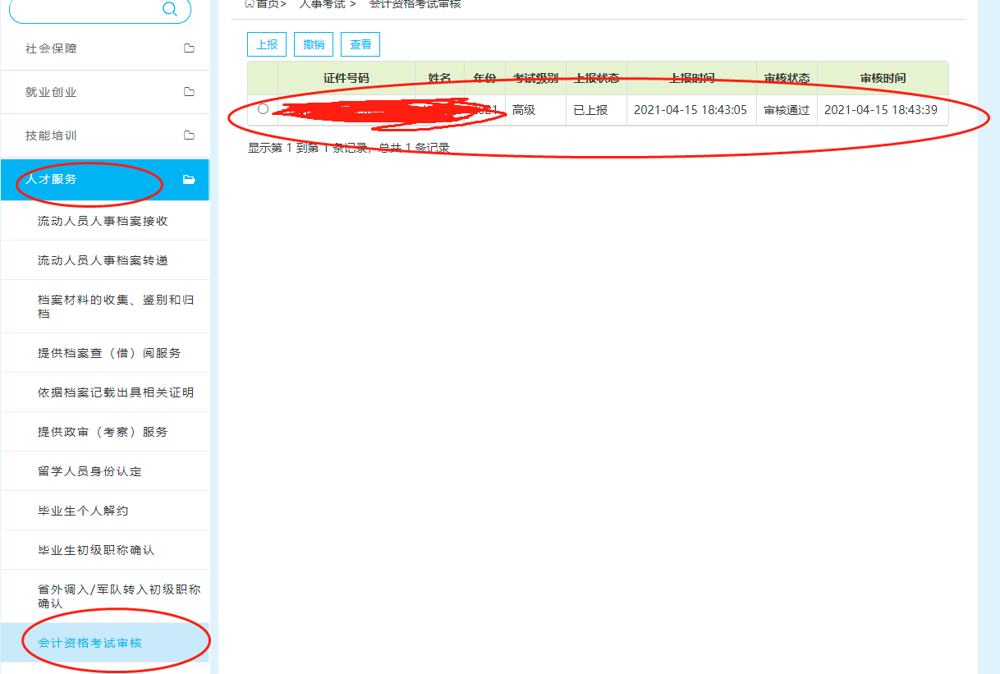 首页> 人事考试 > 会计资格考试审核
社会保障
就业创业
技能培训
人才服务
流动人员人事档案接收
流动人员人事档案转递
档案材料的收集、鉴别和归
档
提供档案查（借）阅服务
依据档案记载出具相关证明
提供政审（考察）服务
留学人员身份认定
毕业生个人解约
毕业生初级职称确认
省外调入/军队转入初级职称
确认
会计资格考试审核
上报 撤销 查看
证件号码 姓名 年份 考试级别 上报状态 上报时间 审核状态 审核时间
2021 高级 已上报 2021-04-15 18:43:05 审核通过 2021-04-15 18:43:39
显示第 1 到第 1 条记录，总共 1 条记录